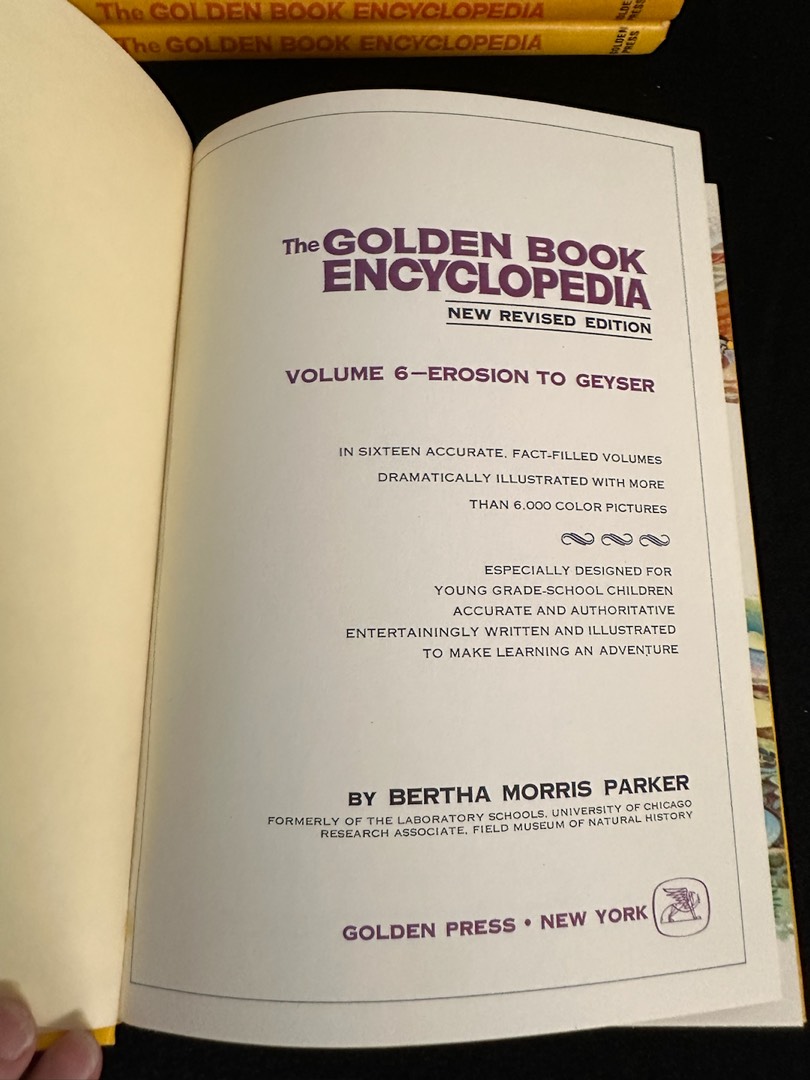 The GOLDEN BOOK ENCYCLOPEDIA
GOLDEN PRESS
The GOLDEN BOOK ENCYCLOPEDIA
GOLDEN PRESS
The GOLDEN BOOK
ENCYCLOPEDIA
NEW REVISED EDITION
VOLUME 6—EROSION TO GEYSER
IN SIXTEEN ACCURATE, FACT-FILLED VOLUMES
DRAMATICALLY ILLUSTRATED WITH MORE
THAN 6,000 COLOR PICTURES
ESPECIALLY DESIGNED FOR
YOUNG GRADE-SCHOOL CHILDREN
ACCURATE AND AUTHORITATIVE
ENTERTAININGLY WRITTEN AND ILLUSTRATED
TO MAKE LEARNING AN ADVENTURE
BY BERTHA MORRIS PARKER
FORMERLY OF THE LABORATORY SCHOOLS, UNIVERSITY OF CHICAGO
RESEARCH ASSOCIATE, FIELD MUSEUM OF NATURAL HISTORY
GOLDEN PRESS • NEW YORK